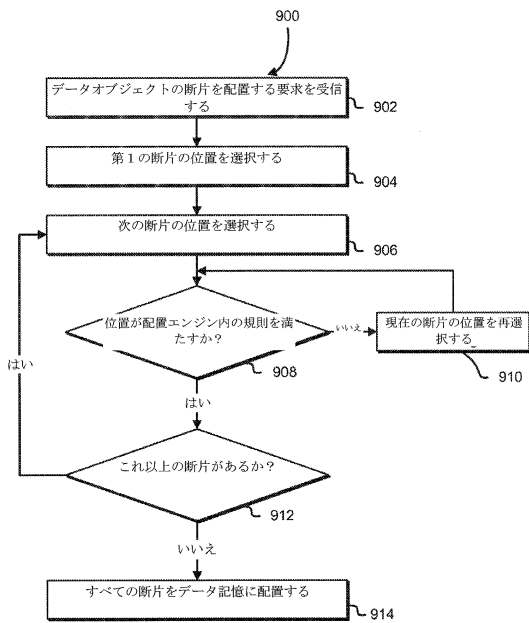 900
データオブジェクトの断片を配置する要求を受信
する
902
第1の断片の位置を選択する
904
次の断片の位置を選択する
906
位置が配置エンジン内の規則を満
たすか?
908
いいえ
現在の断片の位置を再選
択する
910
はい
はい
これ以上の断片があるか?
912
いいえ
すべての断片をデータ記憶に配置する
914